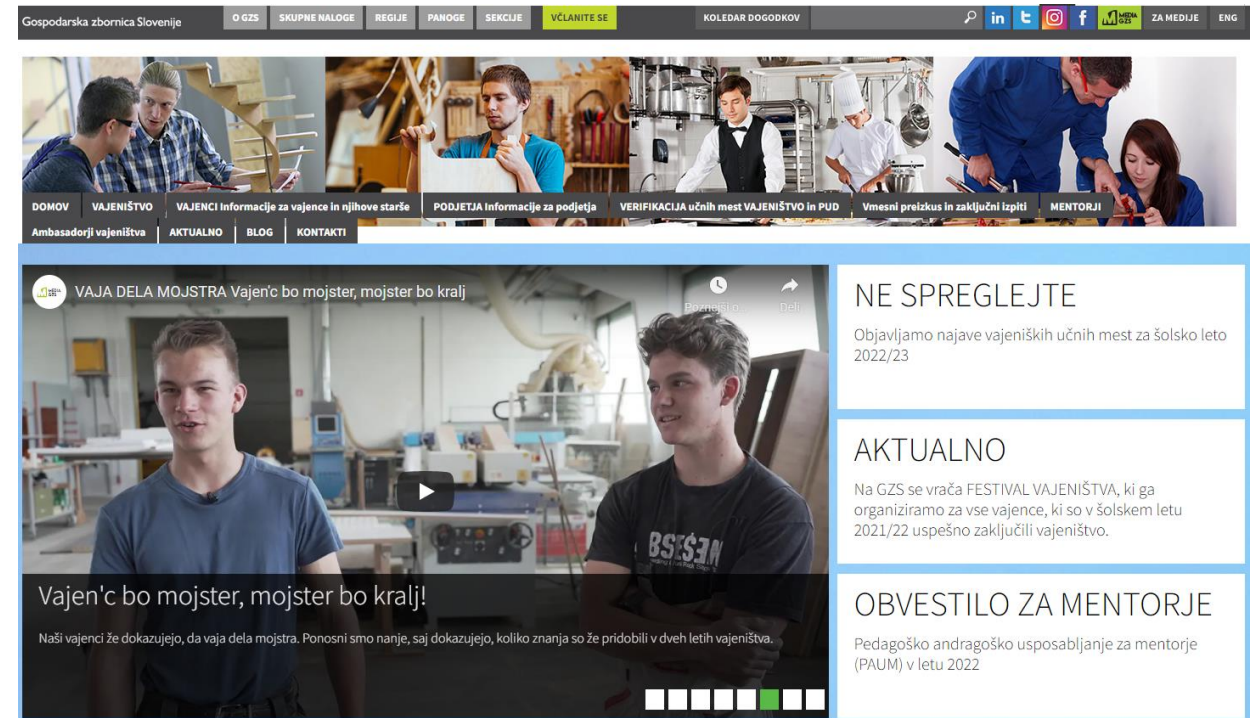 Gospodarska zbornica Slovenije
O GZS
SKUPNE NALOGE
REGIJE
PANOGE
SEKCIJE
VČLANITE SE
KOLEDAR DOGODKOV
in
f
MEDIA GZS
ZA MEDIJE
ENG
DOMOV
VAJENIŠTVO
VAJENCI Informacije za vajence in njihove starše
PODJETJA Informacije za podjetja
VERIFIKACIJA učnih mest VAJENIŠTVO in PUD
Vmesni preizkus in zaključni izpiti
MENTORJI
Ambasadorji vajeništva
AKTUALNO
BLOG
KONTAKTI
MEDIA GZS
VAJA DELA MOJSTRA Vajen'c bo mojster, mojster bo kralj
Poznejši o...
Deli
Vajen'c bo mojster, mojster bo kralj!
Naši vajenci že dokazujejo, da vaja dela mojstra. Ponosni smo nanje, saj dokazujejo, koliko znanja so že pridobili v dveh letih vajeništva.
NE SPREGLEJTE
Objavljamo najave vajeniških učnih mest za šolsko leto
2022/23
AKTUALNO
Na GZS se vrača FESTIVAL VAJENIŠTVA, ki ga
organiziramo za vse vajence, ki so v šolskem letu
2021/22 uspešno zaključili vajeništvo.
OBVESTILO ZA MENTORJE
Pedagoško andragoško usposabljanje za mentorje
(PAUM) v letu 2022